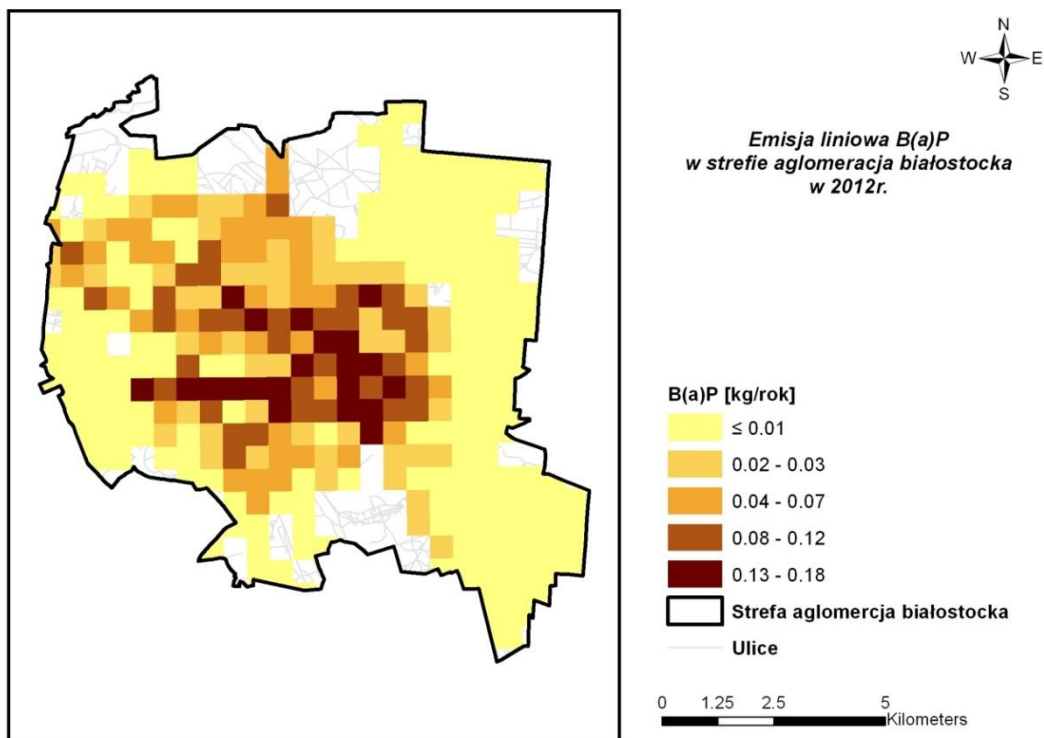 N
W E
S
Emisja liniowa B(a)P
w strefie aglomeracja białostocka
w 2012r.
B(a)P [kg/rok]
≤ 0.01
0.02 - 0.03
0.04 - 0.07
0.08 - 0.12
0.13 - 0.18
Strefa aglomercja białostocka
Ulice
0 1.25 2.5 5
Kilometers